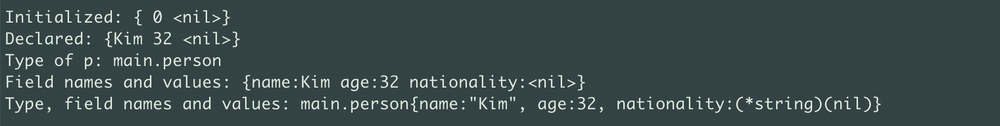 Initialized: { 0 <nil>}
Declared: {Kim 32 <nil>}
Type of p: main.person
Field names and values: {name:Kim age:32 nationality:<nil>}
Type, field names and values: main.person{name:"Kim", age:32, nationality:(*string)(nil)}